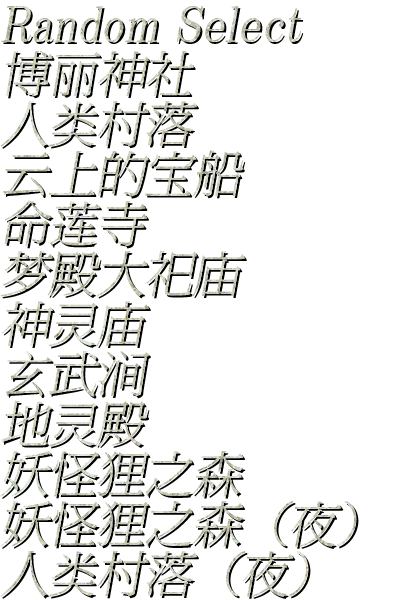 Random Select
博丽神社
人类村落
云上的宝船
命莲寺
梦殿大祀庙
神灵庙
玄武涧
地灵殿
妖怪狸之森
妖怪狸之森（夜）
人类村落（夜）